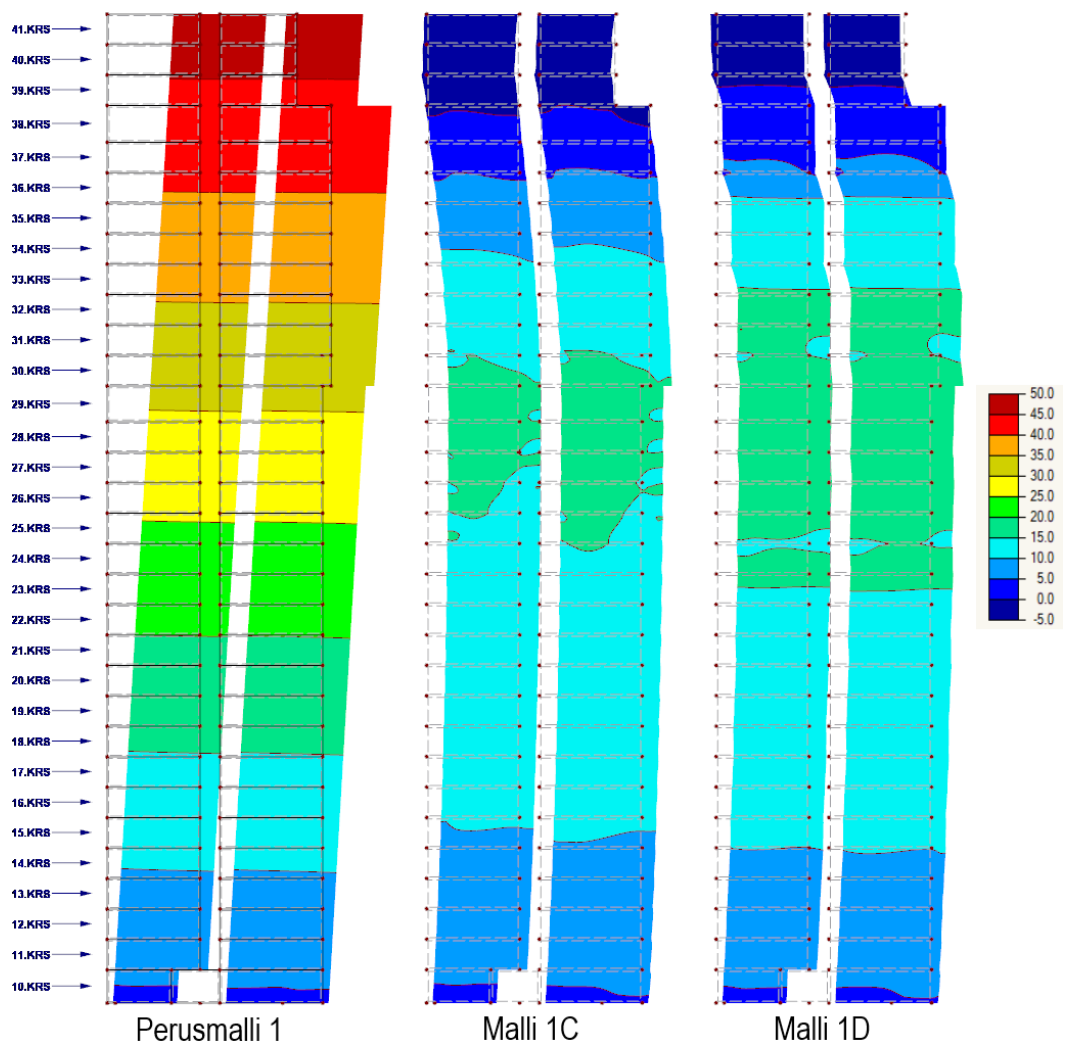 41.KRS
40.KRS
39.KRS
38.KRS
37.KRS
36.KRS
35.KRS
34.KRS
33.KRS
32.KRS
31.KRS
30.KRS
29.KRS
28.KRS
27.KRS
26.KRS
25.KRS
24.KRS
23.KRS
22.KRS
21.KRS
20.KRS
19.KRS
18.KRS
17.KRS
16.KRS
15.KRS
14.KRS
13.KRS
12.KRS
11.KRS
10.KRS
50.0
45.0
40.0
35.0
30.0
25.0
20.0
15.0
10.0
5.0
0.0
-5.0
Perusmalli 1
Malli 1C
Malli 1D